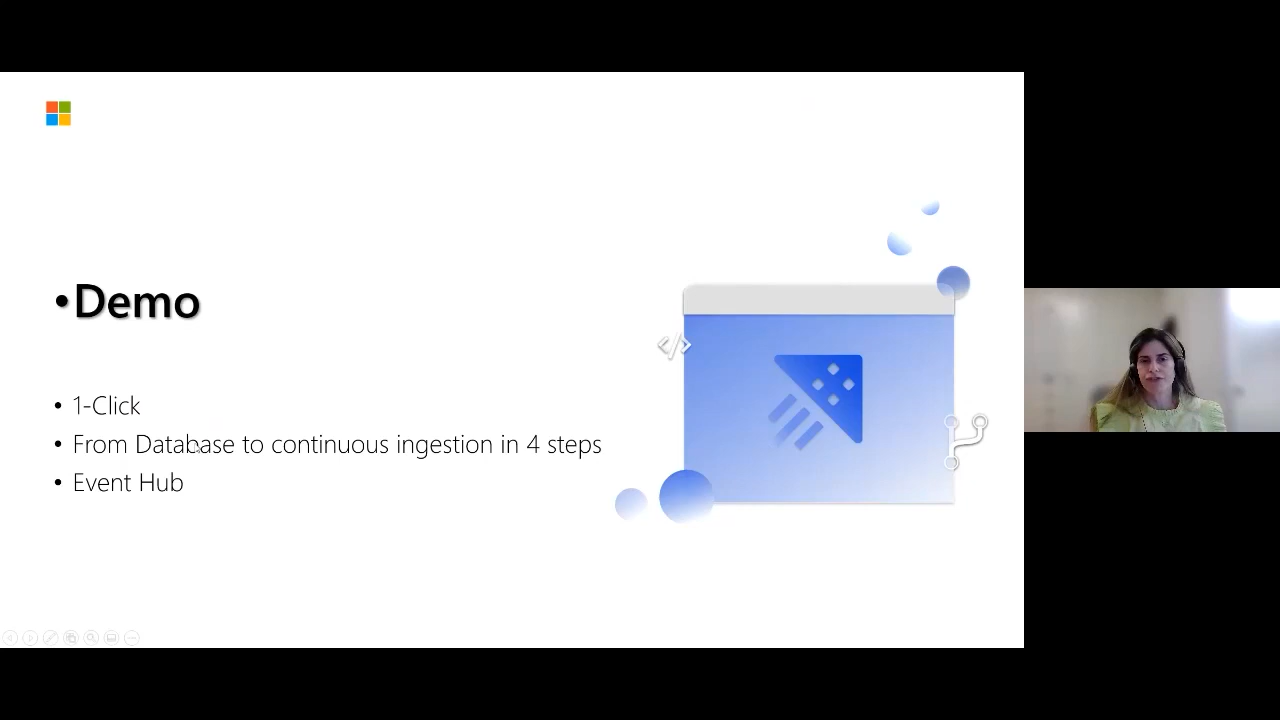 •Demo
• 1-Click
• From Database to continuous ingestion in 4 steps
• Event Hub